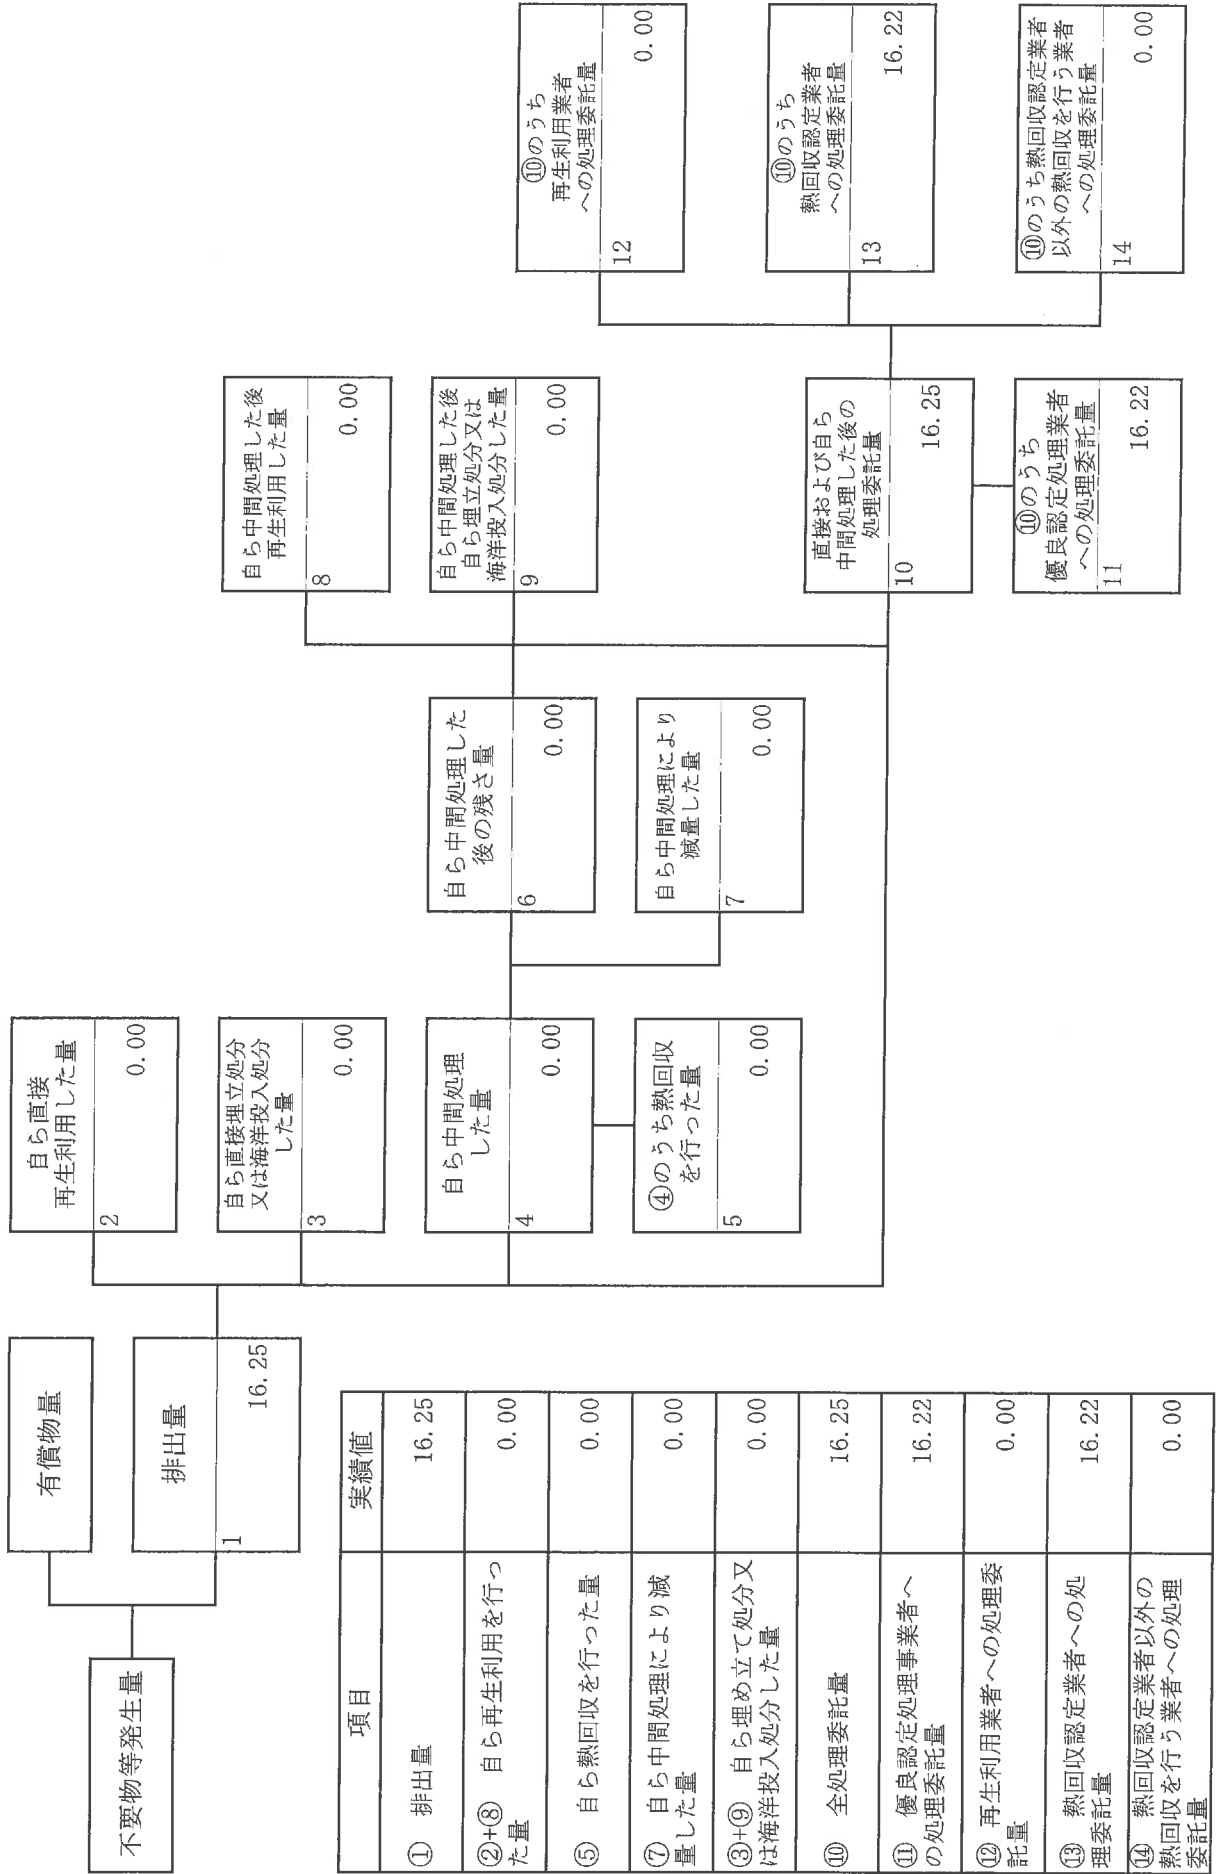 不要物等発生量
有償物量
排出量
1
16.25
自ら直接
再生利用した量
2
0.00
自ら直接埋立処分
又は海洋投入処分
した量
3
0.00
自ら中間処理
した量
4
0.00
④のうち熱回収
を行った量
5
0.00
自ら中間処理した
後の残さ量
6
0.00
自ら中間処理により
減量した量
7
0.00
自ら中間処理した後
再生利用した量
8
0.00
自ら中間処理した後
自ら埋立処分又は
海洋投入処分した量
9
0.00
直接および自ら
中間処理した後の
処理委託量
10
16.25
⑩のうち
優良認定処理業者
への処理委託量
11
16.22
⑩のうち
再生利用業者
への処理委託量
12
0.00
⑩のうち
熱回収認定業者
への処理委託量
13
16.22
⑩のうち熱回収認定業者
以外の熱回収を行う業者
への処理委託量
14
0.00
項目 実績値
① 排出量 16.25
②+⑧ 自ら再生利用を行っ
た量 0.00
⑤ 自ら熱回収を行った量 0.00
⑦ 自ら中間処理により減
量した量 0.00
③+⑨ 自ら埋め立て処分又
は海洋投入処分した量 0.00
⑩ 全処理委託量 16.25
⑪ 優良認定処理事業者へ
の処理委託量 16.22
⑫ 再生利用業者への処理委
託量 0.00
⑬ 熱回収認定業者への処
理委託量 16.22
⑭ 熱回収認定業者以外の
熱回収を行う業者への処理
委託量 0.00